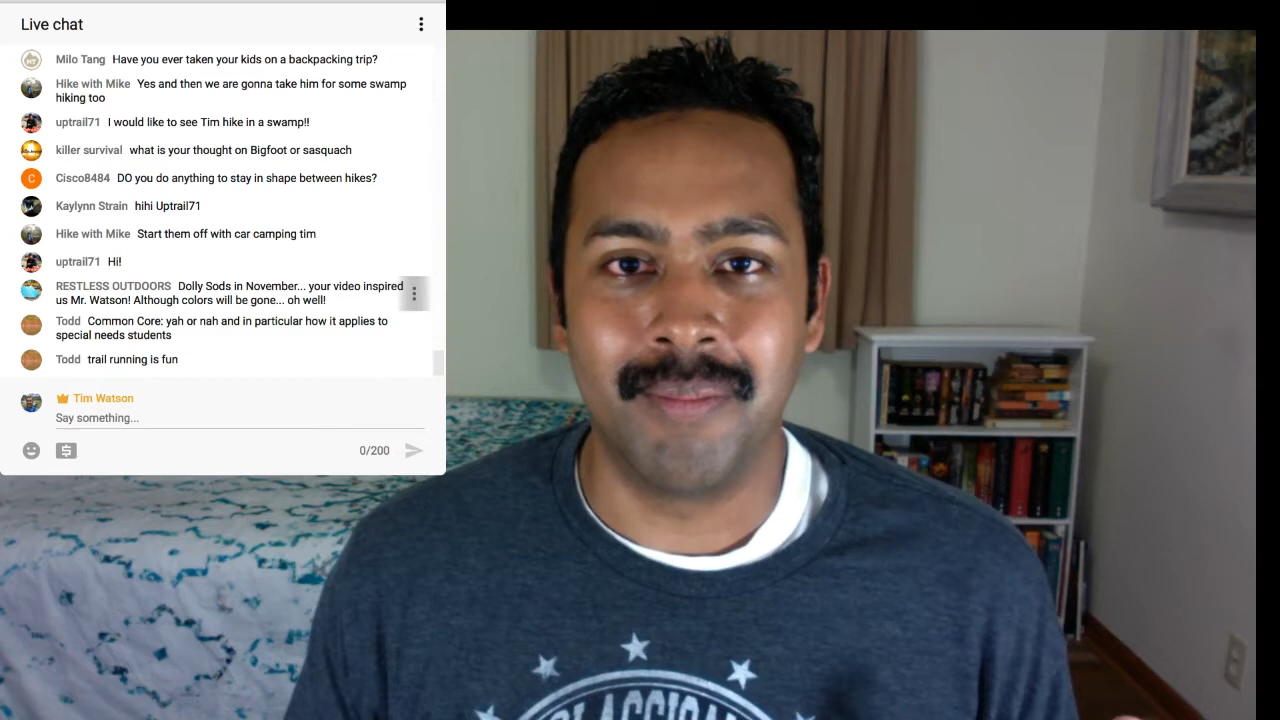 Live chat
Milo Tang Have you ever taken your kids on a backpacking trip?
Hike with Mike Yes and then we are gonna take him for some swamp
hiking too
uptrail71 I would like to see Tim hike in a swamp!!
killer survival what is your thought on Bigfoot or sasquach
C
Cisco8484 DO you do anything to stay in shape between hikes?
Kaylynn Strain hihi Uptrail71
Hike with Mike Start them off with car camping tim
uptrail71 Hi!
RESTLESS OUTDOORS Dolly Sods in November... your video inspired
us Mr. Watson! Although colors will be gone... oh well!
Todd Common Core: yah or nah and in particular how it applies to
special needs students
Todd trail running is fun
Tim Watson
Say something...
0/200